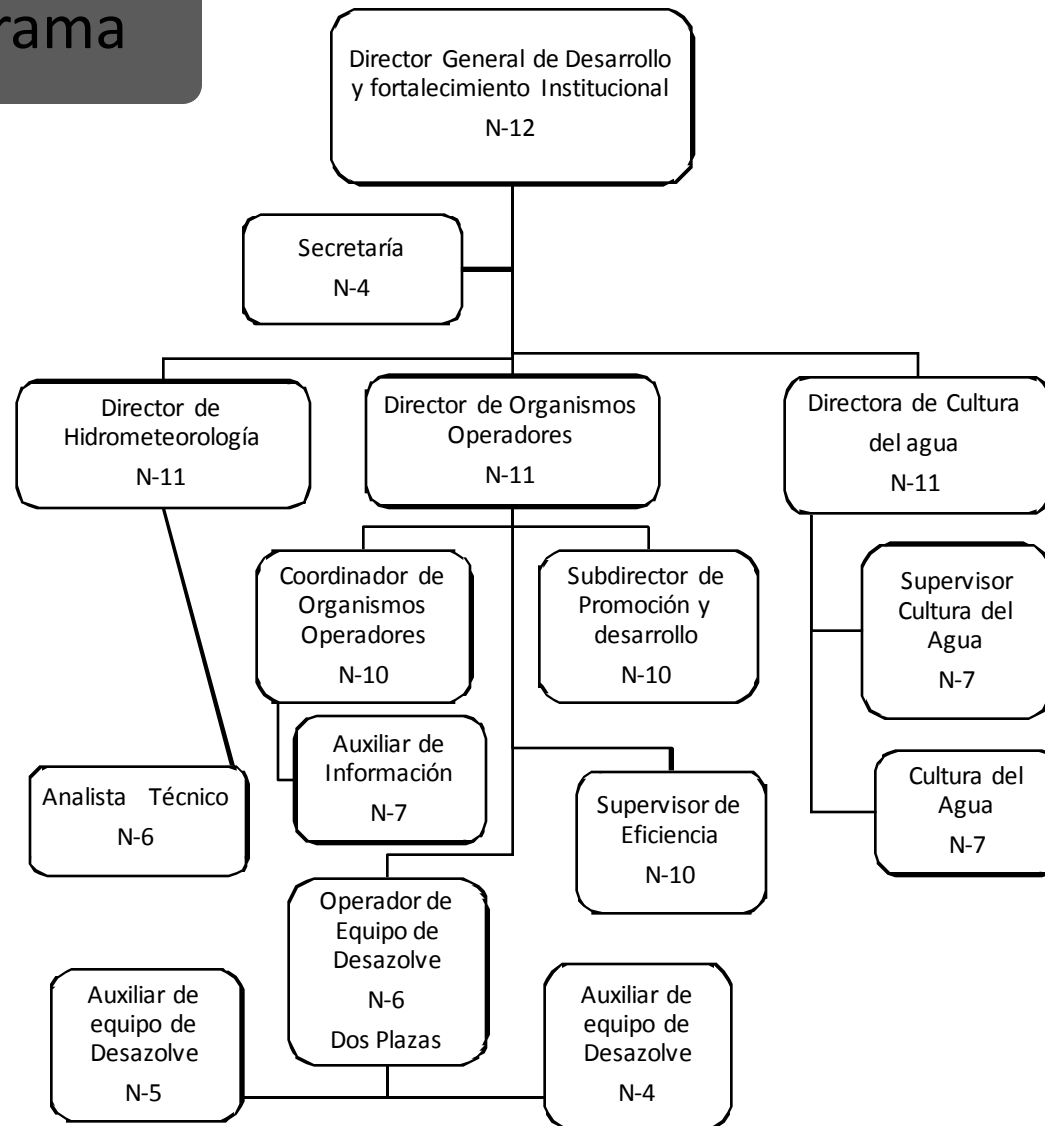 rama
Director General de Desarrollo
y fortalecimiento Institucional
N-12
Secretaría
N-4
Director de
Hidrometeorología
N-11
Director de Organismos
Operadores
N-11
Directora de Cultura
del agua
N-11
Coordinador de
Organismos
Operadores
N-10
Subdirector de
Promoción y
desarrollo
N-10
Supervisor
Cultura del
Agua
N-7
Auxiliar de
Información
N-7
Analista Técnico
N-6
Supervisor de
Eficiencia
N-10
Cultura del
Agua
N-7
Operador de
Equipo de
Desazolve
N-6
Dos Plazas
Auxiliar de
equipo de
Desazolve
N-5
Auxiliar de
equipo de
Desazolve
N-4